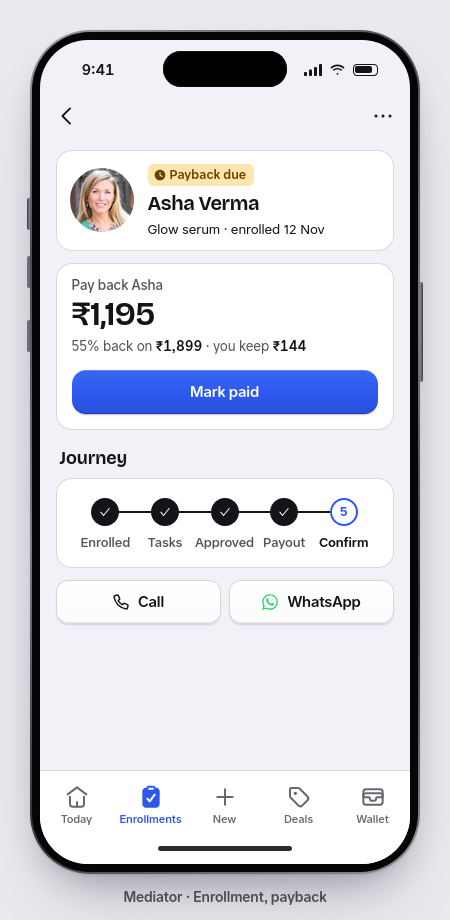 9:41
Payback due
Asha Verma
Glow serum · enrolled 12 Nov
Pay back Asha
₹1,195
55% back on ₹1,899 · you keep ₹144
Mark paid
Journey
5
Enrolled Tasks Approved Payout Confirm
Call WhatsApp
Today Enrollments New Deals Wallet
Mediator · Enrollment, payback